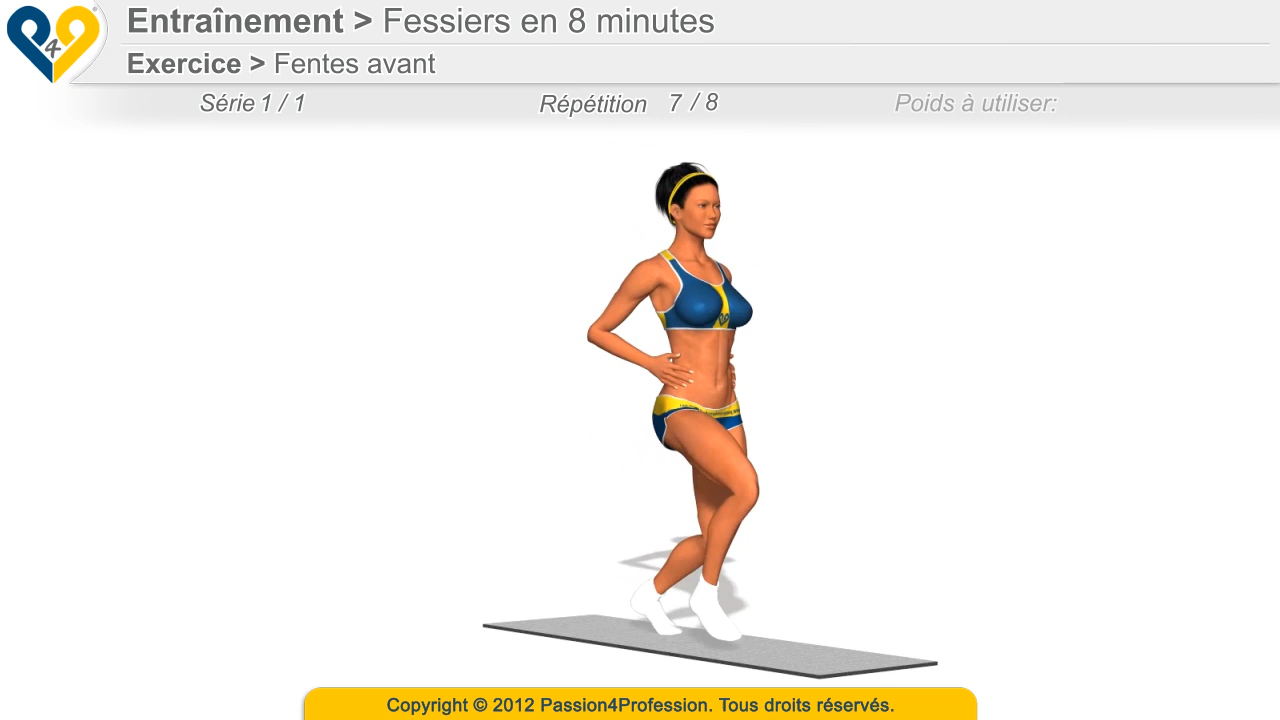 Entraînement > Fessiers en 8 minutes
Exercice > Fentes avant
Série 1 / 1 Répétition 7 / 8 Poids à utiliser:
4
Copyright © 2012 Passion4Profession. Tous droits réservés.